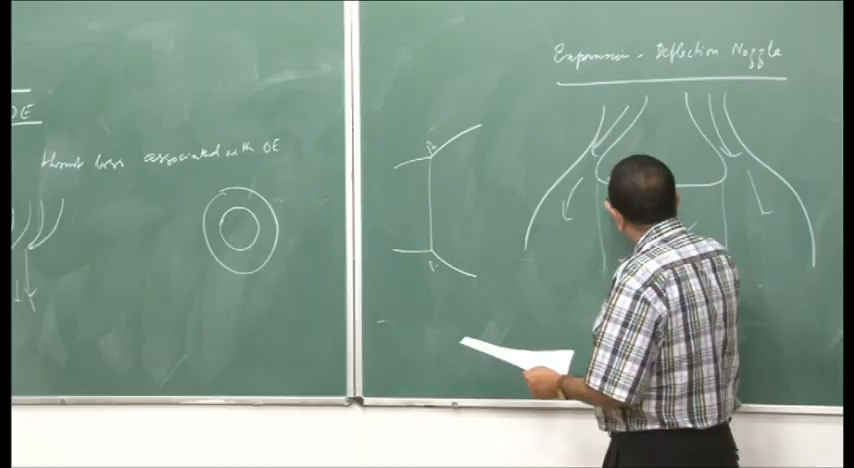 OE
thrust loss associated with OE
Expansion - Deflection Nozzle